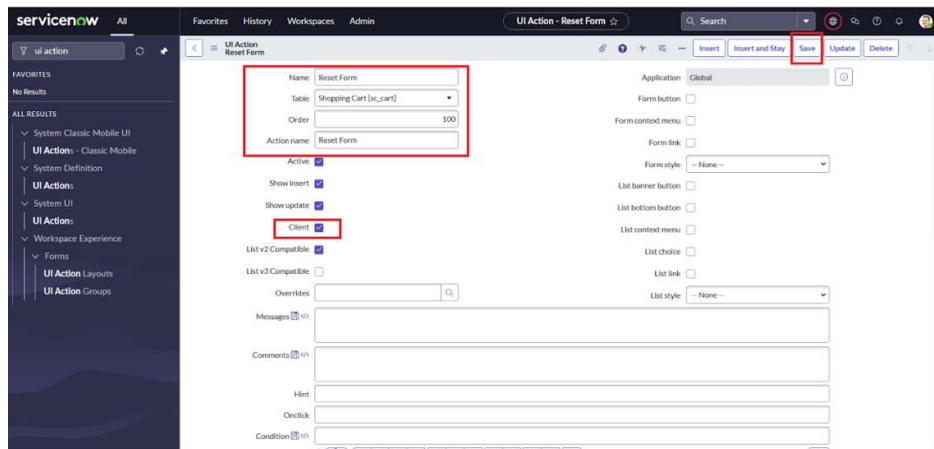 servicenow All Favorites History Workspaces Admin UI Action - Reset Form Search
ui action
UI Action
Reset Form
Insert Insert and Stay Save Update Delete
FAVORITES
No Results
ALL RESULTS
System Classic Mobile UI
UI Actions - Classic Mobile
System Definition
UI Actions
System UI
UI Actions
Workspace Experience
Forms
UI Action Layouts
UI Action Groups
Name Reset Form
Table Shopping Cart [sc_cart]
Order 100
Action name Reset Form
Active
Show insert
Show update
Client
List v2 Compatible
List v3 Compatible
Overrides
Application Global
Form button
Form context menu
Form link
Form style -- None --
List banner button
List bottom button
List context menu
List choice
List link
List style -- None --
Messages
Comments
Hint
Onclick
Condition